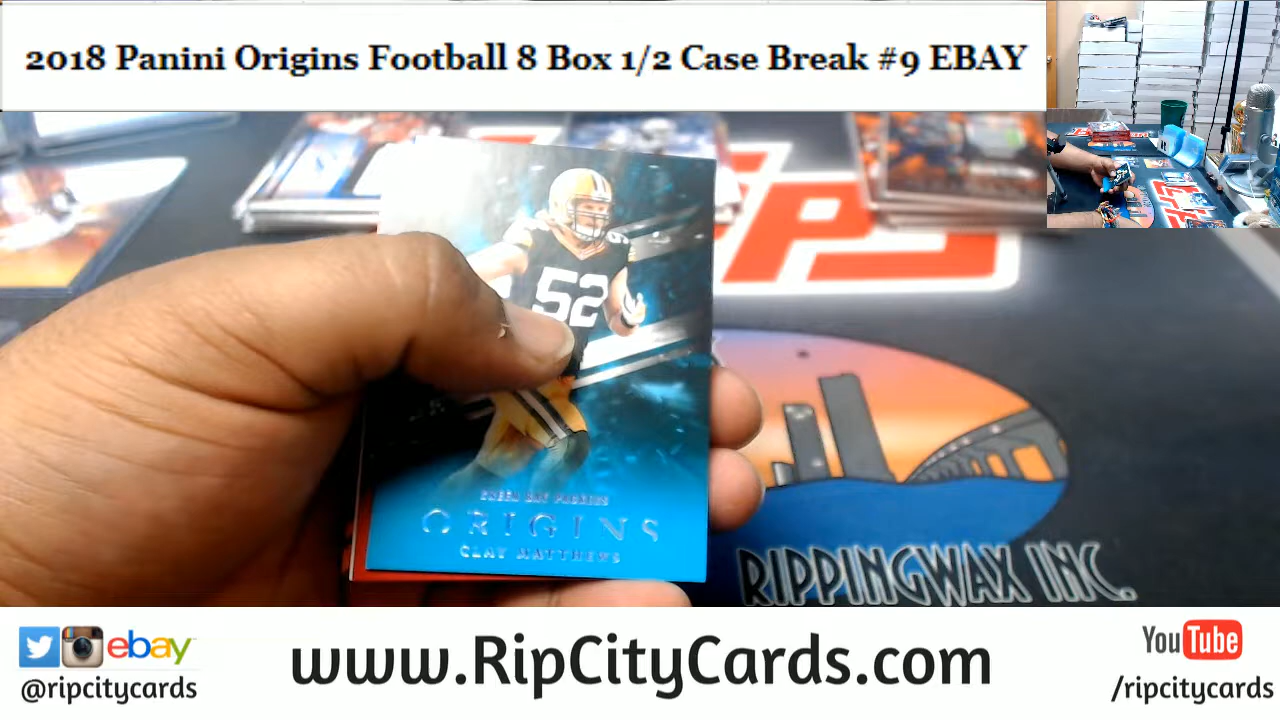 2018 Panini Origins Football 8 Box 1/2 Case Break #9 EBAY
52
GREEN BAY PACKERS
ORIGINS
CLAY MATTHEWS
RIPPINGWAX INC.
ebay
@ripcitycards
www.RipCityCards.com
YouTube
/ripcitycards